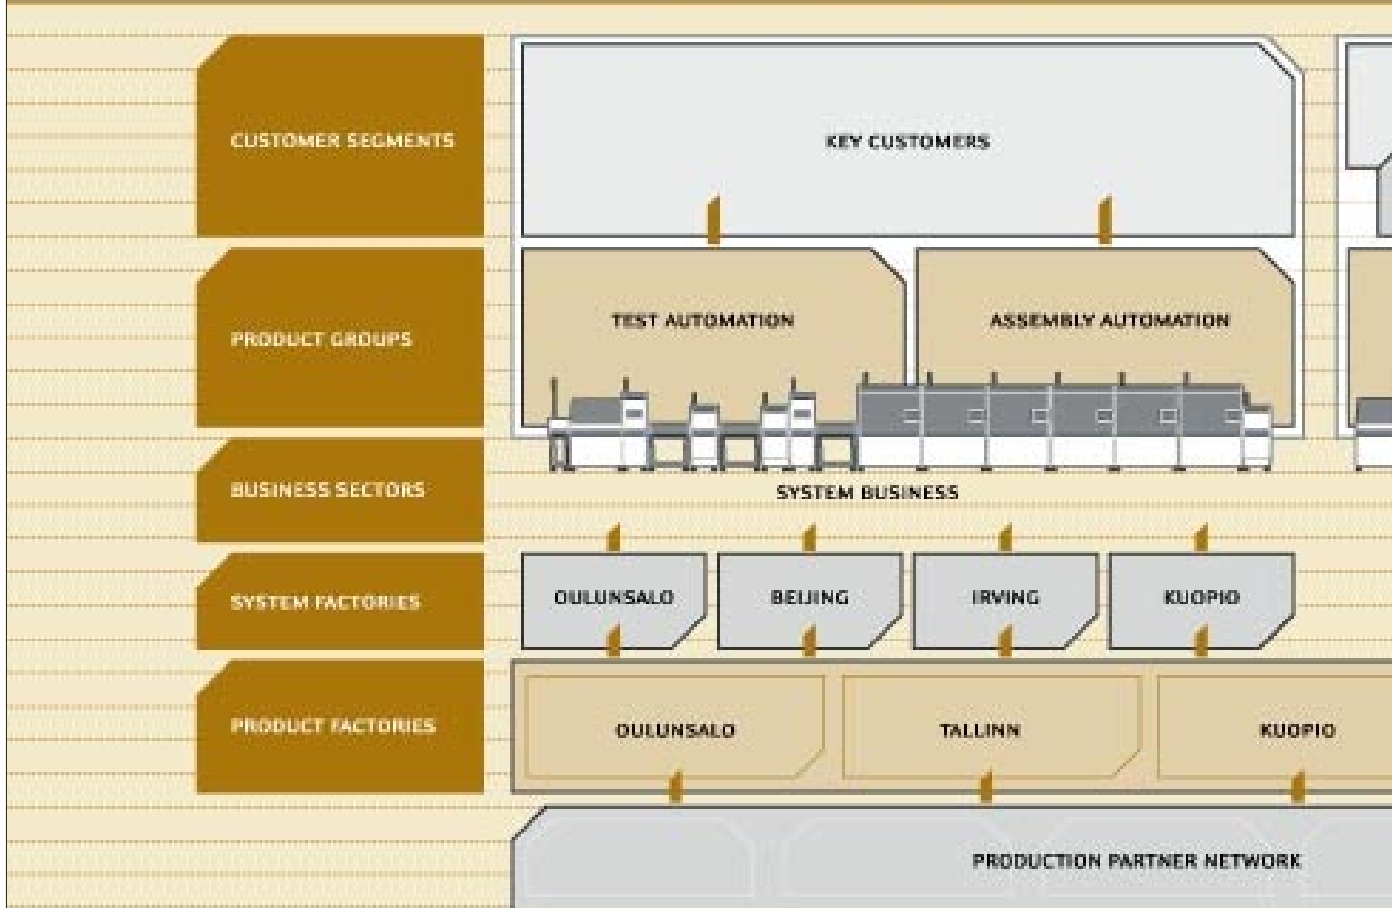 CUSTOMER SEGMENTS
KEY CUSTOMERS
PRODUCT GROUPS
TEST AUTOMATION
ASSEMBLY AUTOMATION
BUSINESS SECTORS
SYSTEM BUSINESS
SYSTEM FACTORIES
OULUNSALO
BEIJING
IRVING
KUOPIO
PRODUCT FACTORIES
OULUNSALO
TALLINN
KUOPIO
PRODUCTION PARTNER NETWORK